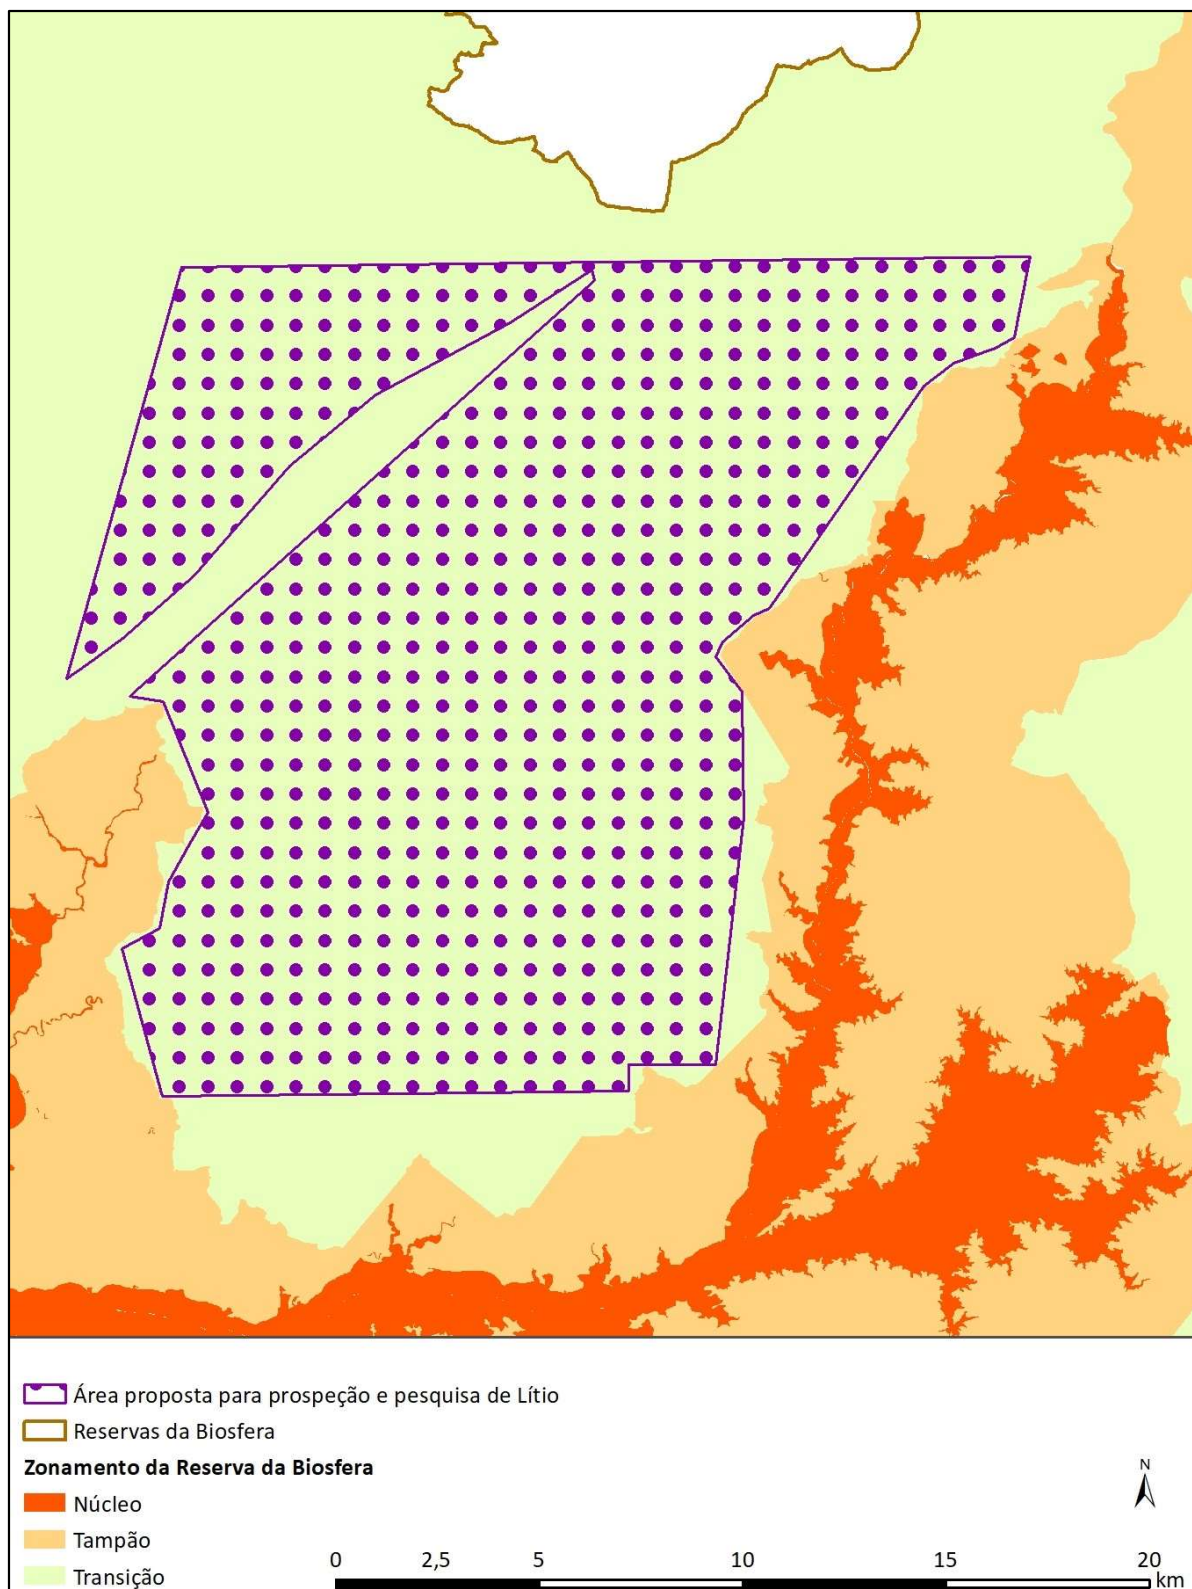 Área proposta para prospeção e pesquisa de Lítio
Reservas da Biosfera
Zonamento da Reserva da Biosfera
Núcleo
Tampão
Transição
N
0 2,5 5 10 15 20
km